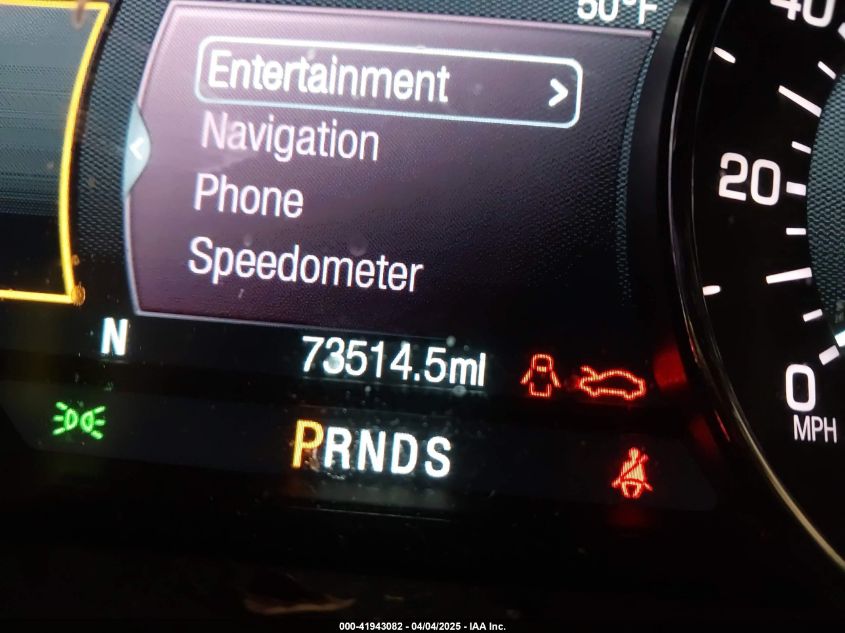 50°F
Entertainment >
Navigation
Phone
Speedometer
40
20
0
MPH
N
73514.5mi
PRNDS
000-41943082 - 04/04/2025 - IAA Inc.